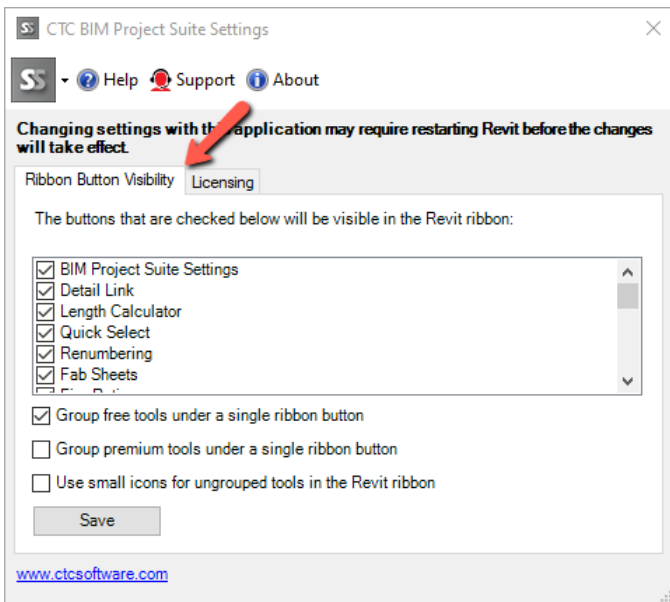 SS CTC BIM Project Suite Settings
SS Help Support About
Changing settings with this application may require restarting Revit before the changes
will take effect.
Ribbon Button Visibility Licensing
The buttons that are checked below will be visible in the Revit ribbon:
BIM Project Suite Settings
Detail Link
Length Calculator
Quick Select
Renumbering
Fab Sheets
Group free tools under a single ribbon button
Group premium tools under a single ribbon button
Use small icons for ungrouped tools in the Revit ribbon
Save
www.ctcsoftware.com